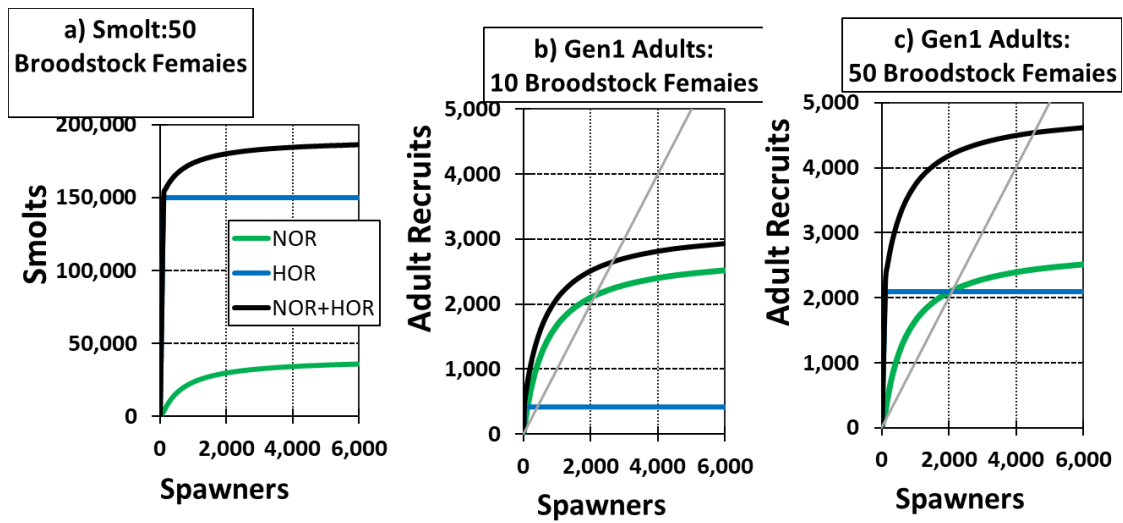 a) Smolt:50
Broodstock Femaies
200,000
150,000
100,000
50,000
0
Smolts
0
2,000
4,000
6,000
Spawners
NOR
HOR
NOR+HOR
b) Gen1 Adults:
10 Broodstock Femaies
5,000
4,000
3,000
2,000
1,000
0
Adult Recruits
0
2,000
4,000
6,000
Spawners
c) Gen1 Adults:
50 Broodstock Femaies
5,000
4,000
3,000
2,000
1,000
0
Adult Recruits
0
2,000
4,000
6,000
Spawners